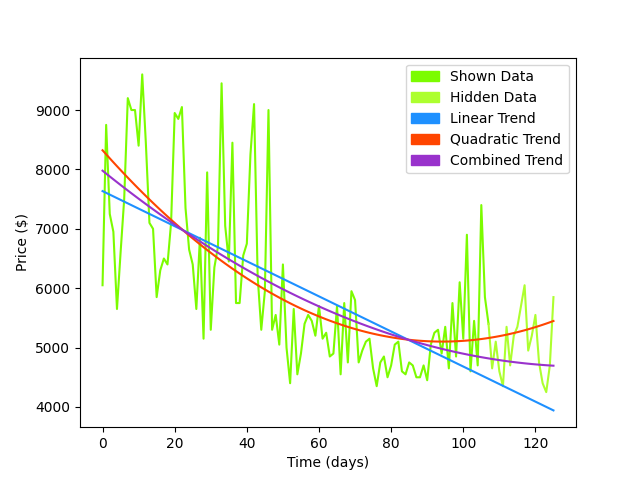 Shown Data
Hidden Data
Linear Trend
Quadratic Trend
Combined Trend
9000
8000
7000
6000
5000
4000
Price ($)
0 20 40 60 80 100 120
Time (days)